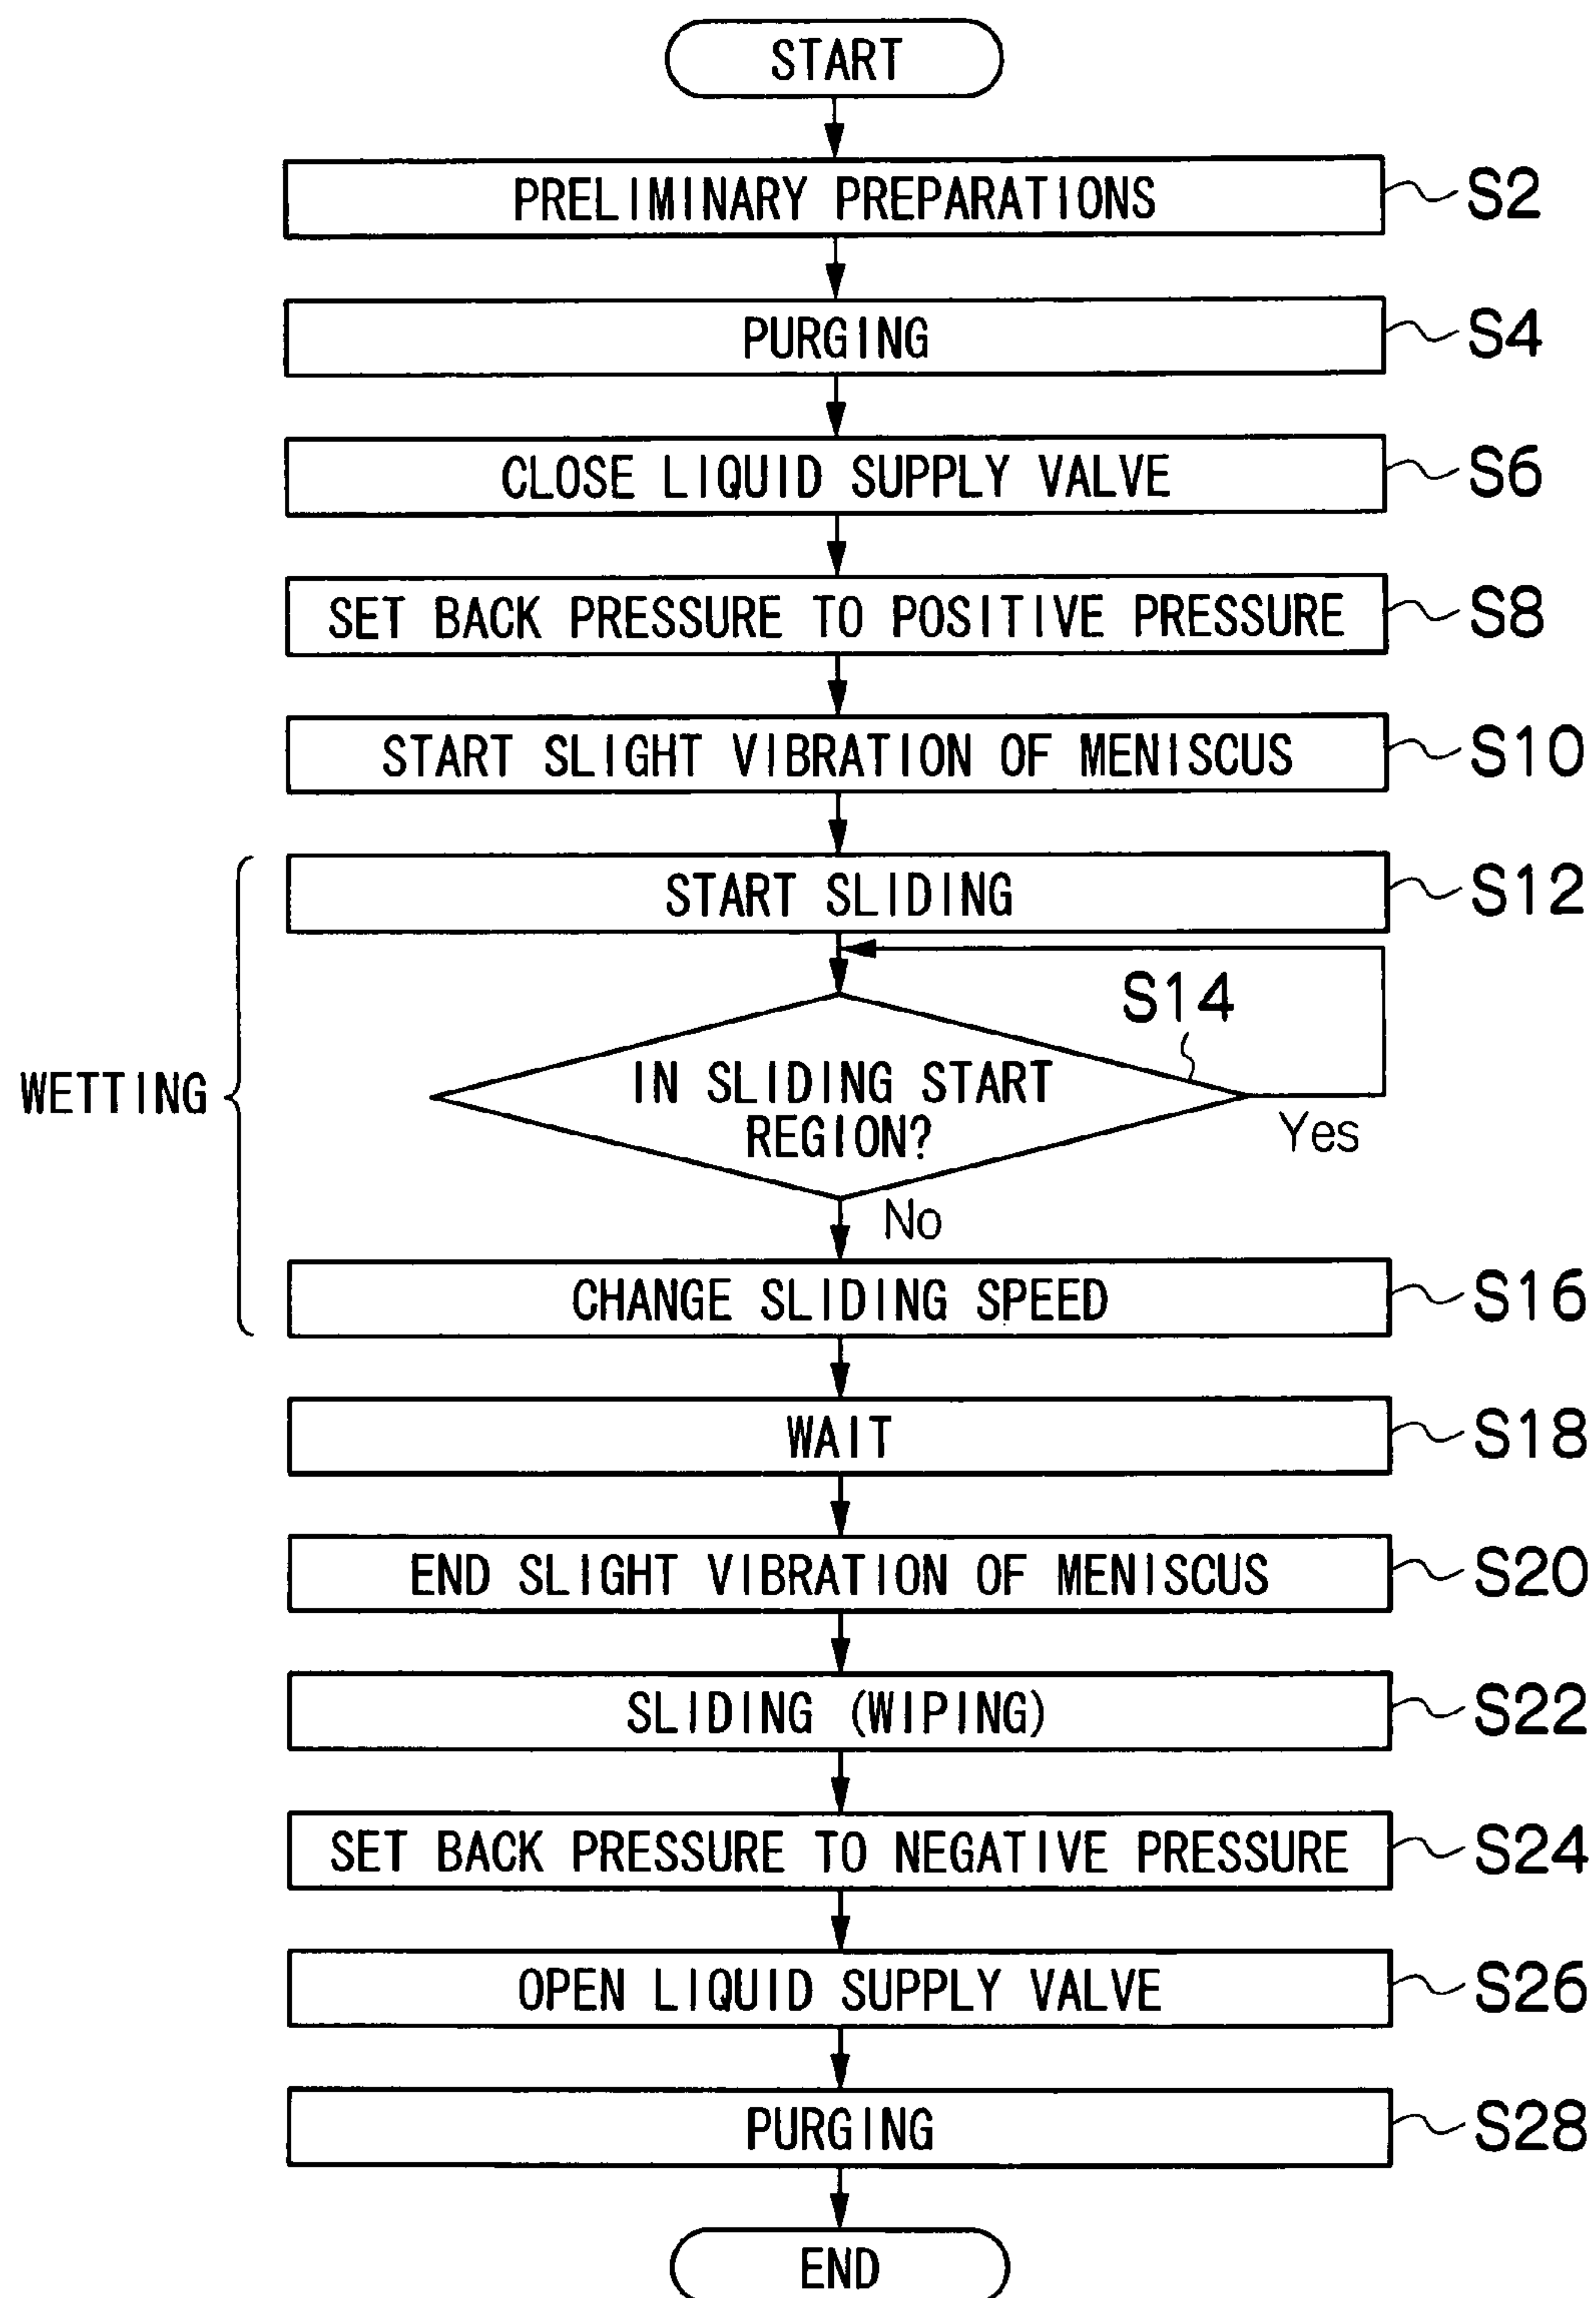 START
PRELIMINARY PREPARATIONS S2
PURGING S4
CLOSE LIQUID SUPPLY VALVE S6
SET BACK PRESSURE TO POSITIVE PRESSURE S8
START SLIGHT VIBRATION OF MENISCUS S10
START SLIDING S12
S14
IN SLIDING START
REGION?
WETTING
Yes
No
CHANGE SLIDING SPEED S16
WAIT S18
END SLIGHT VIBRATION OF MENISCUS S20
SLIDING (WIPING) S22
SET BACK PRESSURE TO NEGATIVE PRESSURE S24
OPEN LIQUID SUPPLY VALVE S26
PURGING S28
END